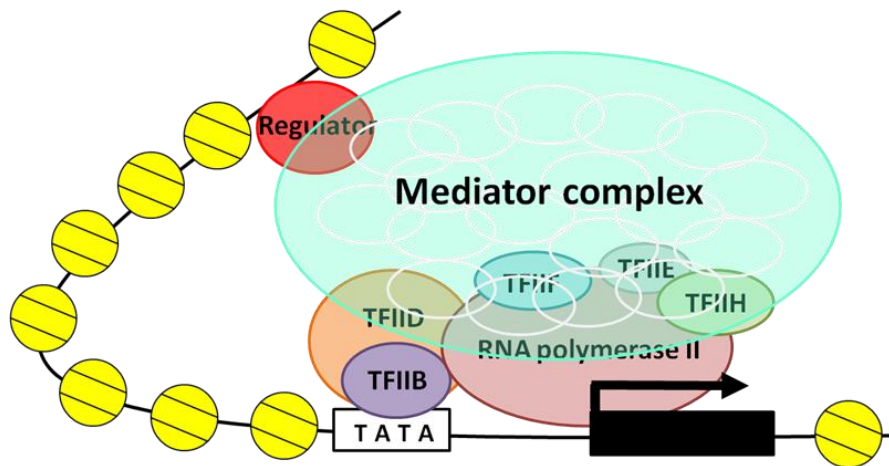 Regulator
Mediator complex
TFIIF
TFIIE
TFIID
TFIIH
RNA polymerase II
TFIIB
TATA